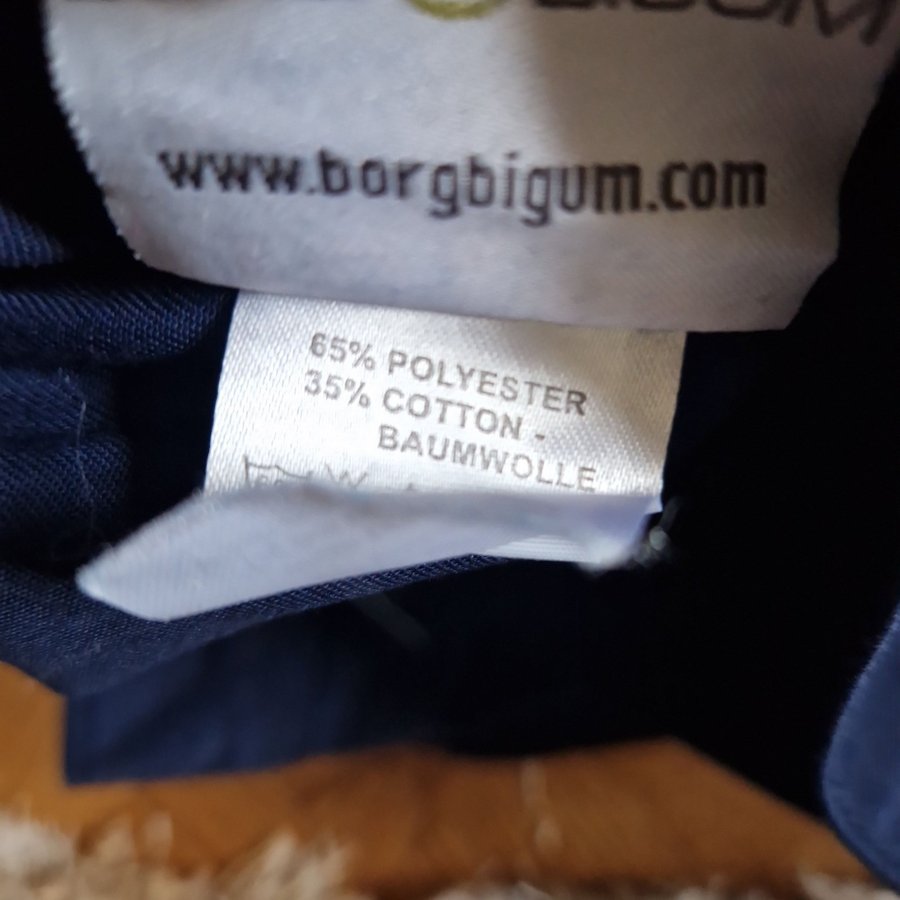 www.borgbigum.com
65% POLYESTER
35% COTTON -
BAUMWOLLE